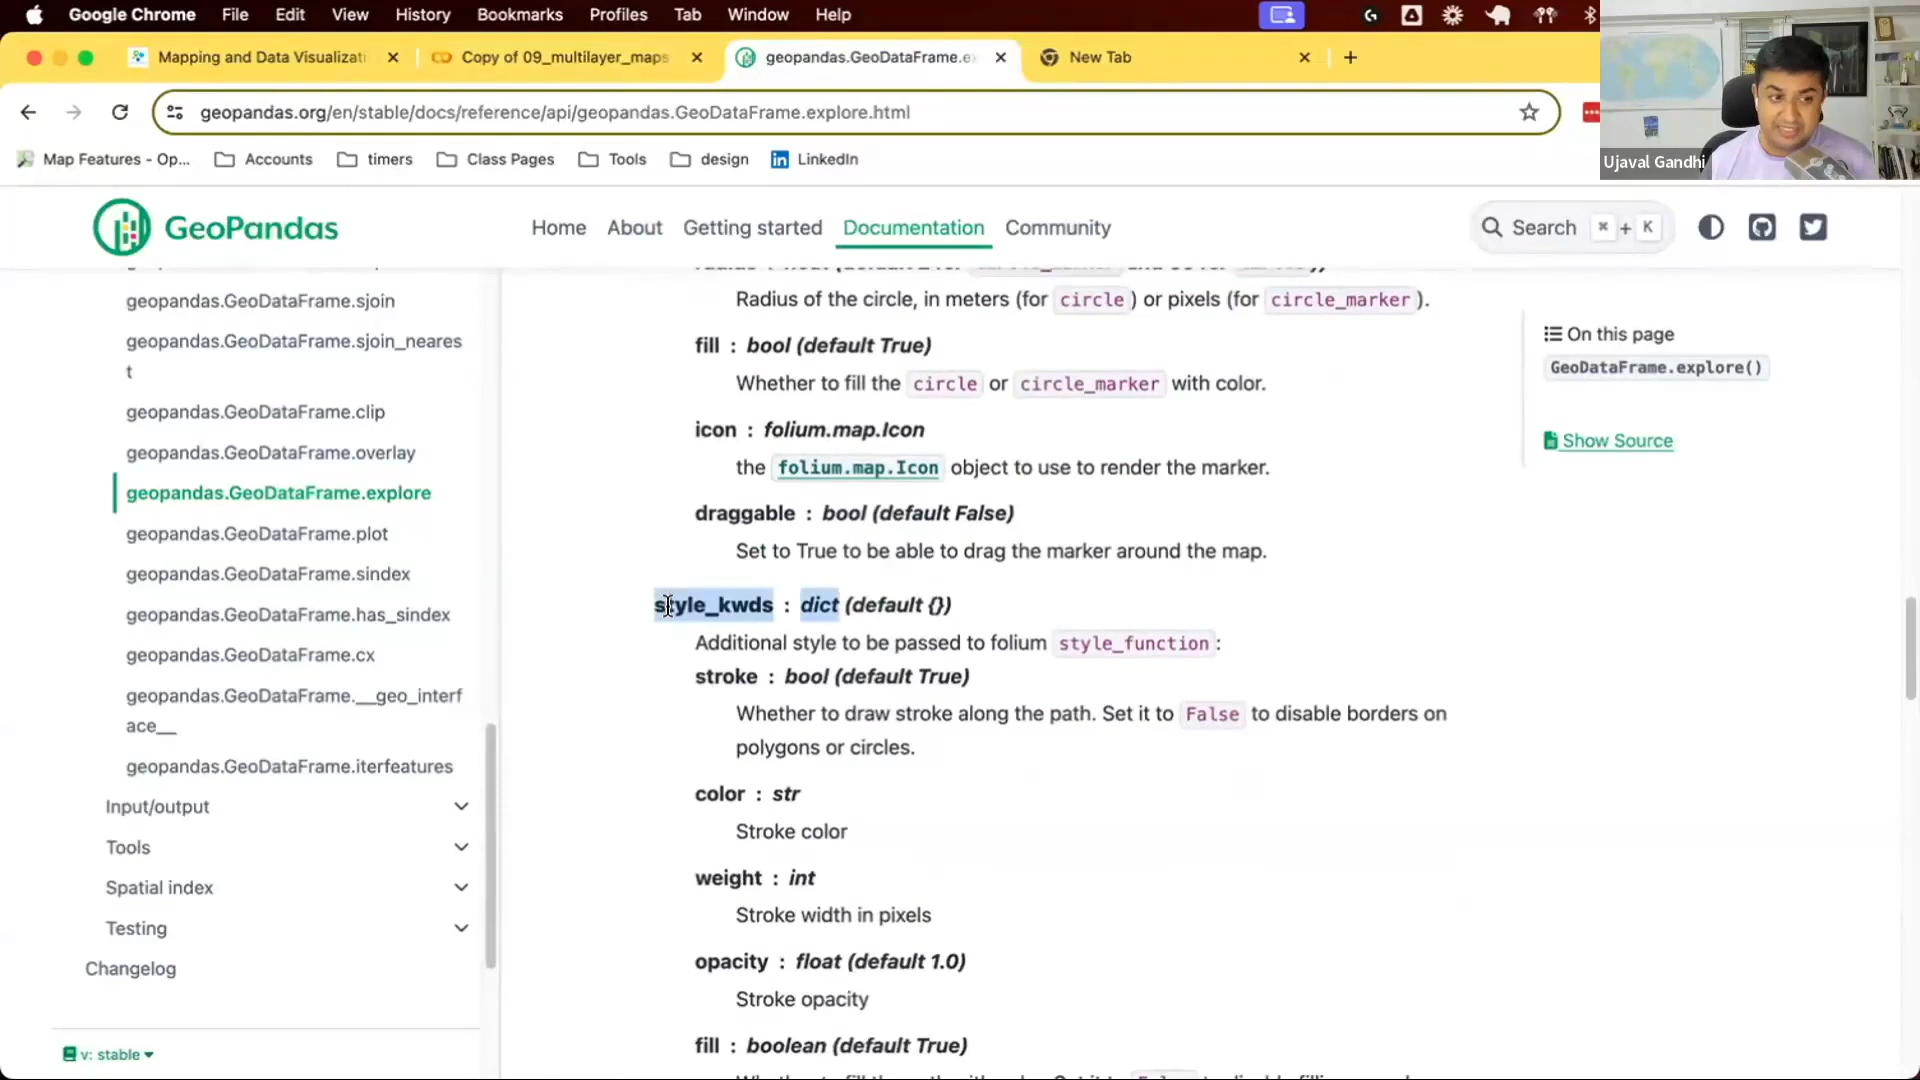 Google Chrome File Edit View History Bookmarks Profiles Tab Window Help
Mapping and Data Visualizati
Copy of 09_multilayer_maps
geopandas.GeoDataFrame.e
New Tab
geopandas.org/en/stable/docs/reference/api/geopandas.GeoDataFrame.explore.html
Map Features - Op... Accounts timers Class Pages Tools design LinkedIn
Ujaval Gandhi
GeoPandas
Home About Getting started Documentation Community
Search ⌘ + K
geopandas.GeoDataFrame.sjoin
geopandas.GeoDataFrame.sjoin_neares
t
geopandas.GeoDataFrame.clip
geopandas.GeoDataFrame.overlay
geopandas.GeoDataFrame.explore
geopandas.GeoDataFrame.plot
geopandas.GeoDataFrame.sindex
geopandas.GeoDataFrame.has_sindex
geopandas.GeoDataFrame.cx
geopandas.GeoDataFrame.__geo_interf
ace__
geopandas.GeoDataFrame.iterfeatures
Input/output
Tools
Spatial index
Testing
Changelog
v: stable
Radius of the circle, in meters (for circle) or pixels (for circle_marker).
fill : bool (default True)
Whether to fill the circle or circle_marker with color.
icon : folium.map.Icon
the folium.map.Icon object to use to render the marker.
draggable : bool (default False)
Set to True to be able to drag the marker around the map.
style_kwds : dict (default {})
Additional style to be passed to folium style_function:
stroke : bool (default True)
Whether to draw stroke along the path. Set it to False to disable borders on
polygons or circles.
color : str
Stroke color
weight : int
Stroke width in pixels
opacity : float (default 1.0)
Stroke opacity
fill : boolean (default True)
On this page
GeoDataFrame.explore()
Show Source